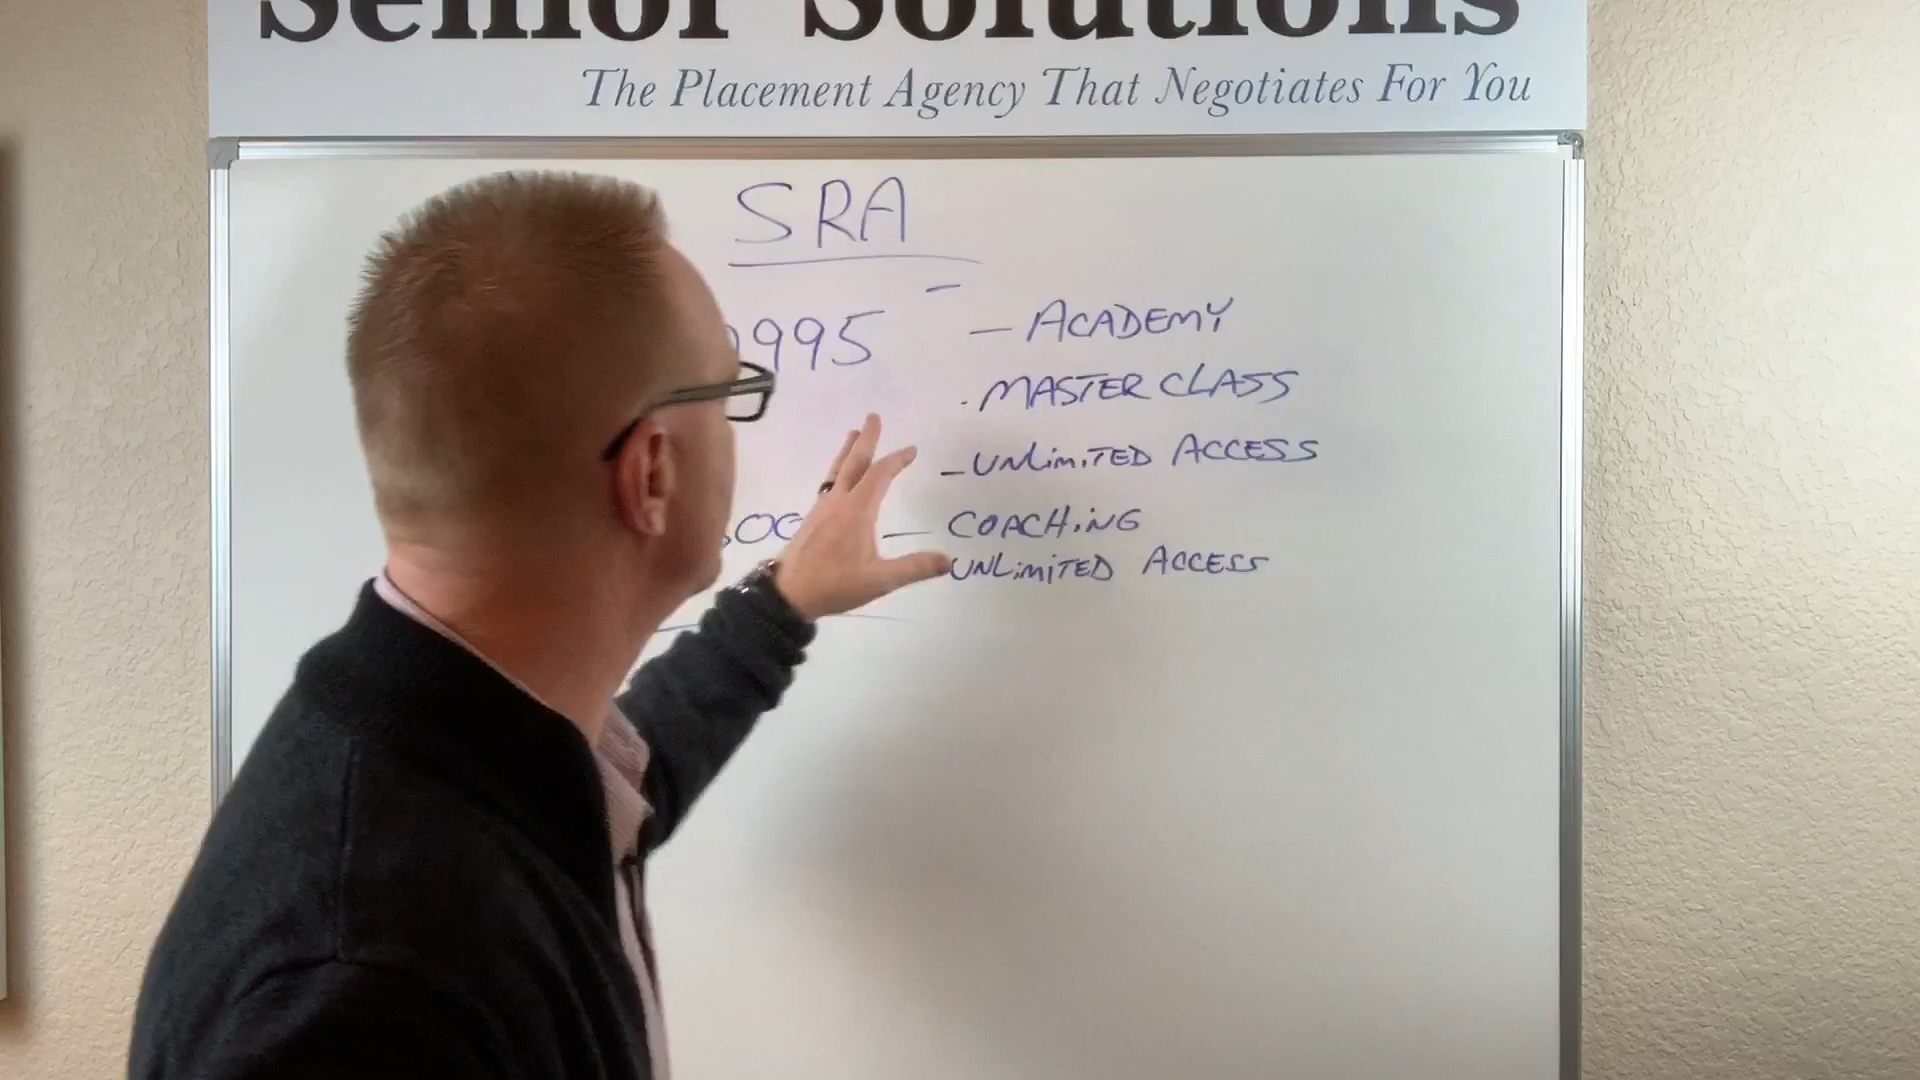 Senior Solutions
The Placement Agency That Negotiates For You
SRA
995 - ACADEMY
. MASTER CLASS
- UNLIMITED ACCESS
- COACHING
UNLIMITED ACCESS